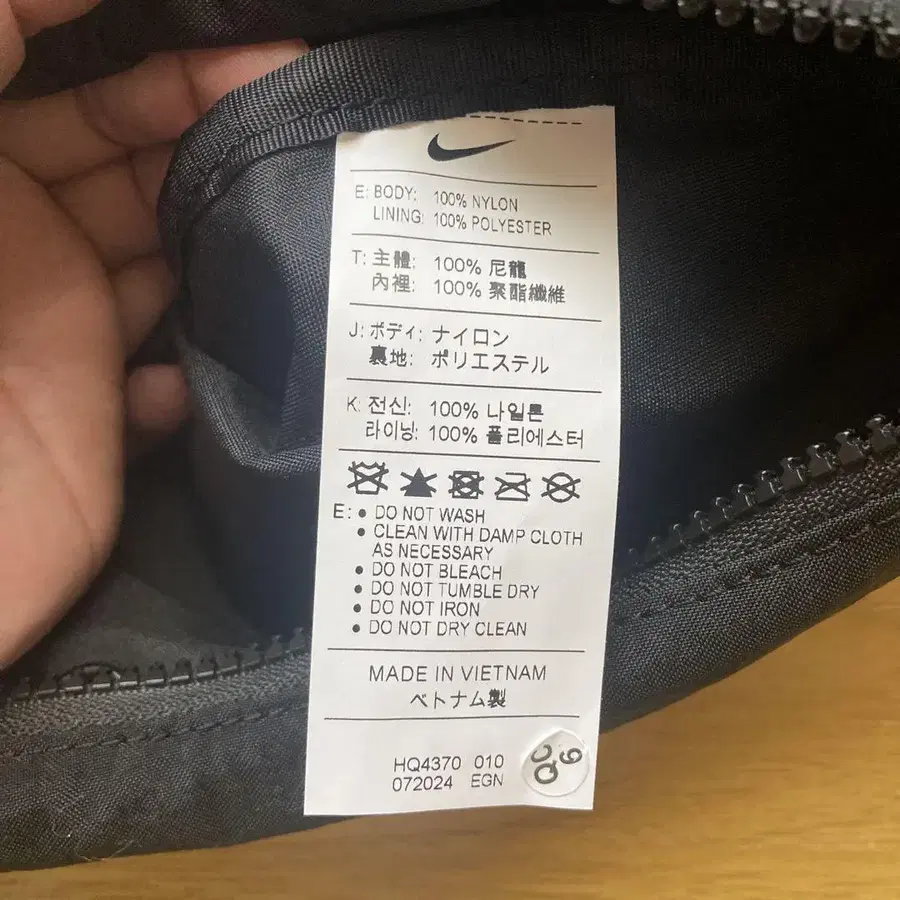 E: BODY: 100% NYLON
LINING: 100% POLYESTER
T: 主體: 100% 尼龍
內裡: 100% 聚酯纖維
J: ボディ: ナイロン
裏地: ポリエステル
K: 전신: 100% 나일론
라이닝: 100% 폴리에스터
E: • DO NOT WASH
• CLEAN WITH DAMP CLOTH
AS NECESSARY
• DO NOT BLEACH
• DO NOT TUMBLE DRY
• DO NOT IRON
• DO NOT DRY CLEAN
MADE IN VIETNAM
ベトナム製
HQ4370 010
072024 EGN
QC 9